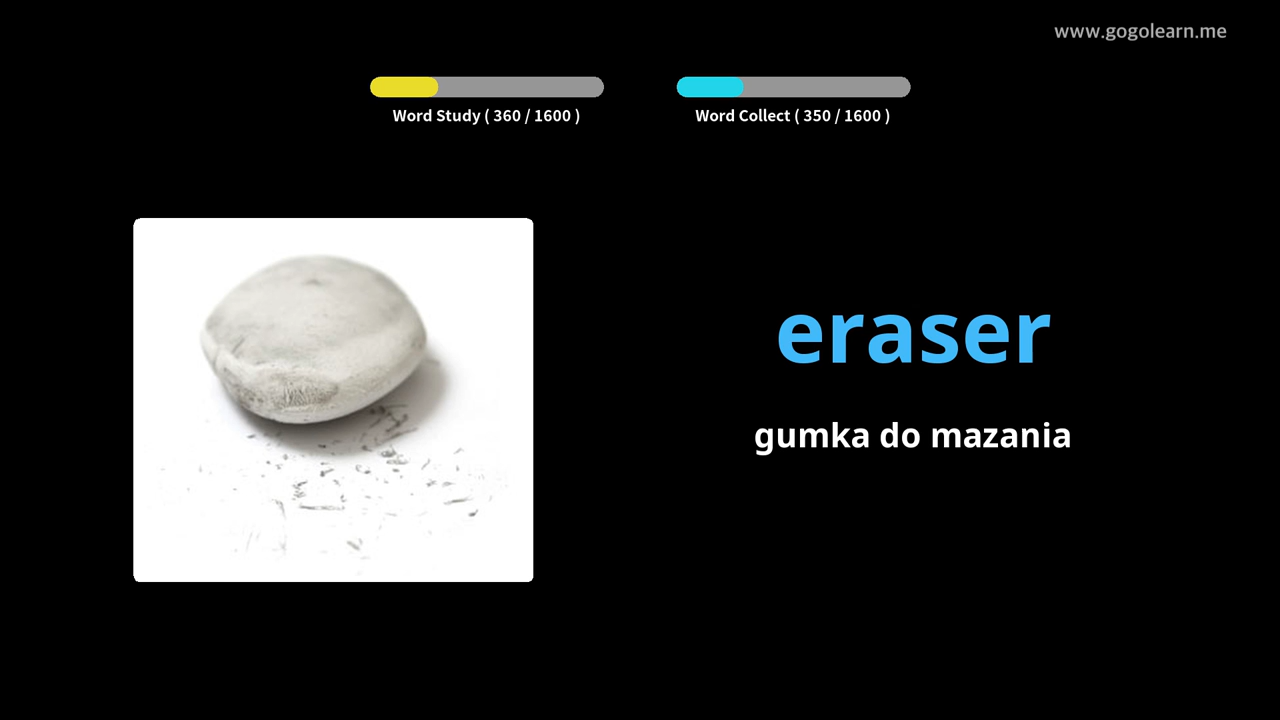 www.gogolearn.me
Word Study ( 360 / 1600 )
Word Collect ( 350 / 1600 )
eraser
gumka do mazania